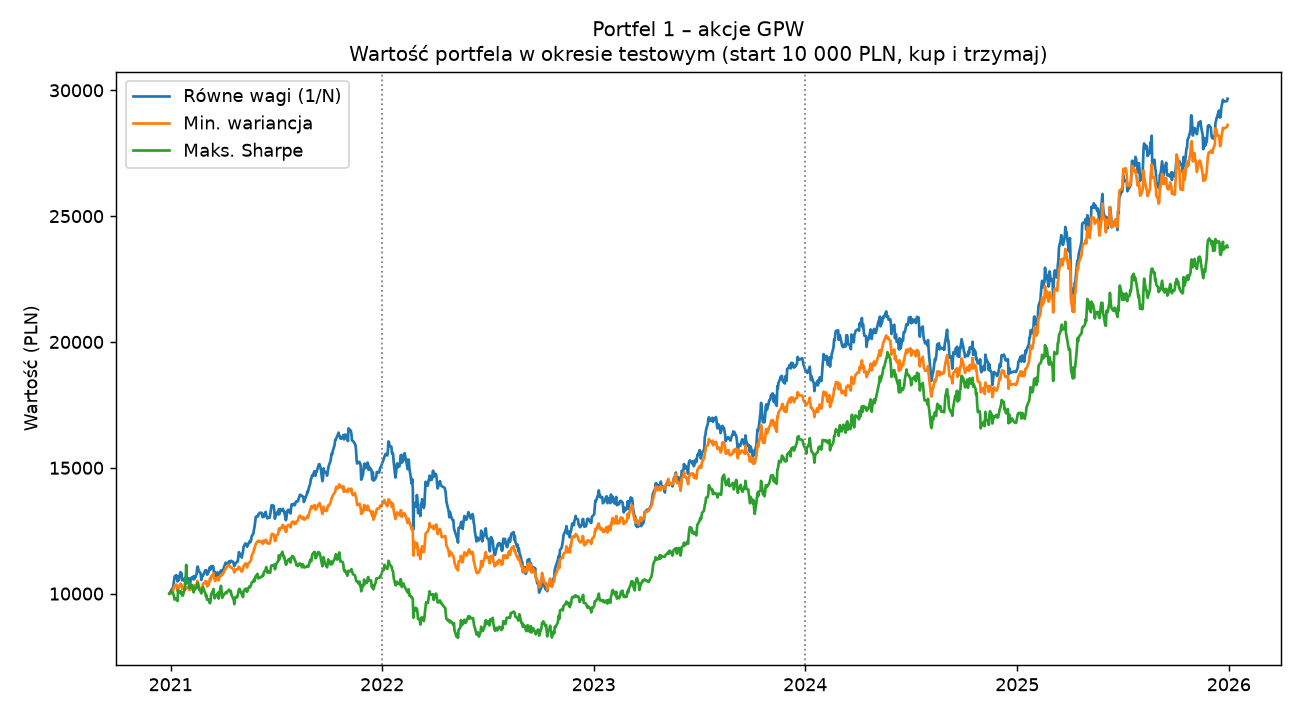 Portfel 1 – akcje GPW
Wartość portfela w okresie testowym (start 10 000 PLN, kup i trzymaj)
Równe wagi (1/N)
Min. wariancja
Maks. Sharpe
Wartość (PLN)
30000
25000
20000
15000
10000
2021
2022
2023
2024
2025
2026